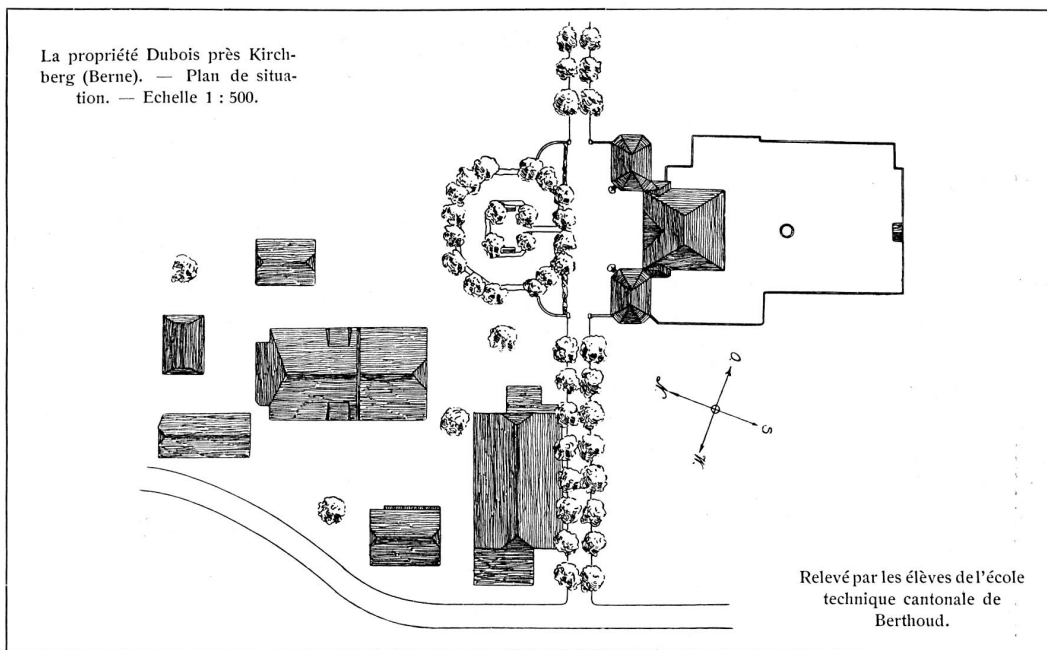 La propriété Dubois près Kirch-
berg (Berne). — Plan de situa-
tion. — Echelle 1 : 500.
O.
N.
S
W.
Relevé par les élèves de l'école
technique cantonale de
Berthoud.